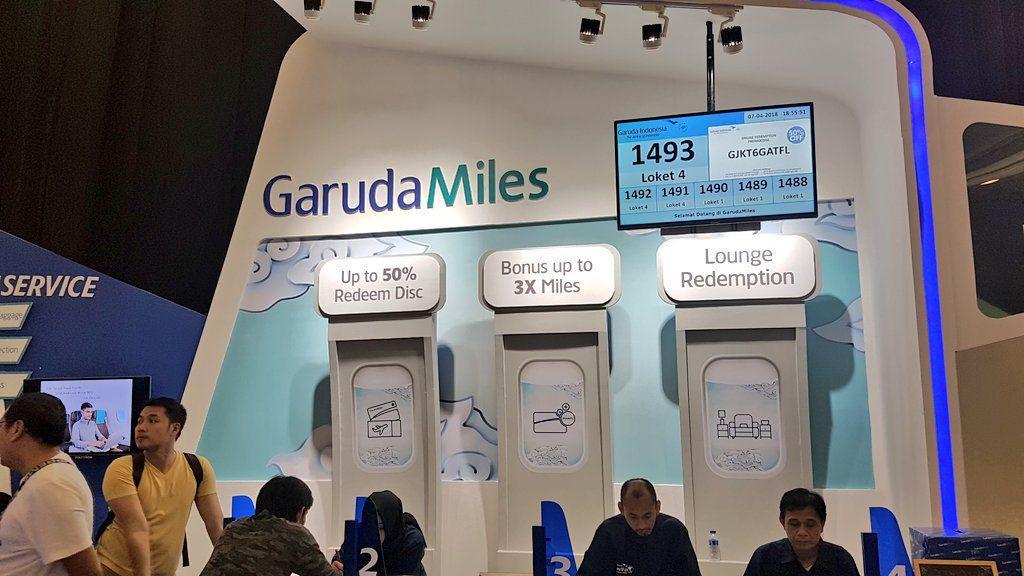 GarudaMiles
Garuda Indonesia
07-04-2018 18:55:51
1493
Loket 4
GJKT6GATFL
1492 1491 1490 1489 1488
Loket 4 Loket 4 Loket 1 Loket 1 Loket 1
Selamat Datang di GarudaMiles
Up to 50%
Redeem Disc
Bonus up to
3X Miles
Lounge
Redemption
SERVICE
2
3
4